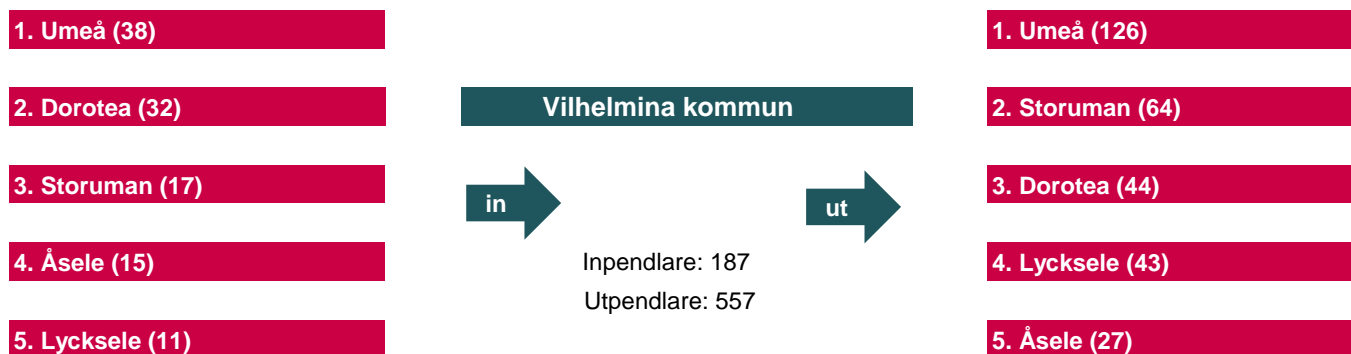 1. Umeå (38)
2. Dorotea (32)
3. Storuman (17)
4. Åsele (15)
5. Lycksele (11)
Vilhelmina kommun
in
ut
Inpendlare: 187
Utpendlare: 557
1. Umeå (126)
2. Storuman (64)
3. Dorotea (44)
4. Lycksele (43)
5. Åsele (27)